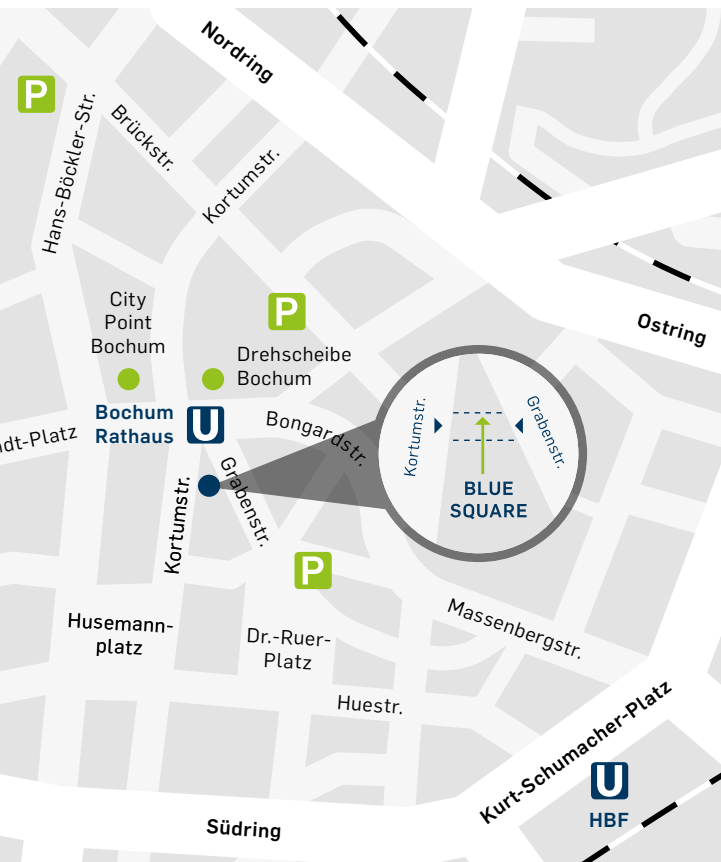 Nordring
P
Hans-Böckler-Str.
Brückstr.
Kortumstr.
City
Point
Bochum
P
Drehscheibe
Bochum
Ostring
Bochum
Rathaus
U
dt-Platz
Bongardstr.
Kortumstr.
Grabenstr.
BLUE
SQUARE
Kortumstr.
Grabenstr.
P
Husemann-
platz
Dr.-Ruer-
Platz
Massenbergstr.
Huestr.
Kurt-Schumacher-Platz
U
HBF
Südring